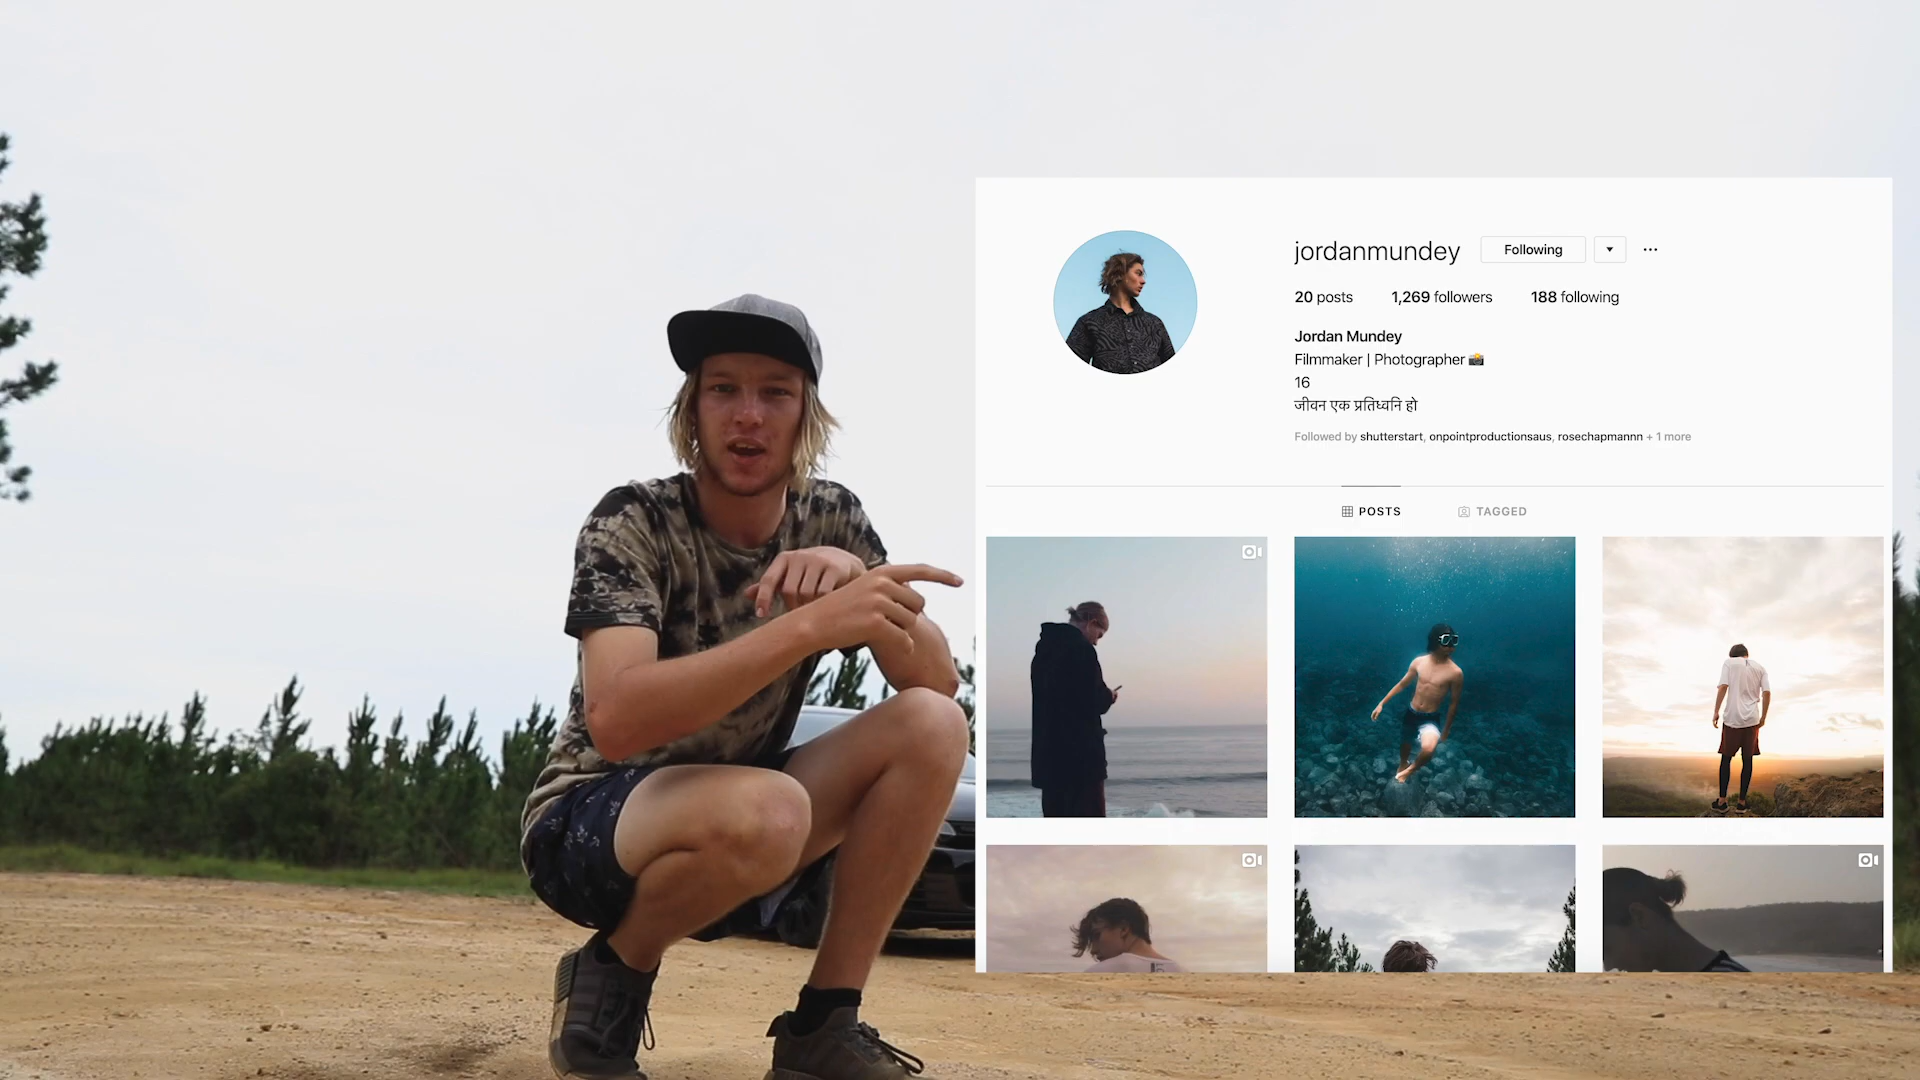 jordanmundey Following
20 posts 1,269 followers 188 following
Jordan Mundey
Filmmaker | Photographer 📸
16
जीवन एक प्रतिध्वनि हो
Followed by shutterstart, onpointproductionsaus, rosechapmannn + 1 more
POSTS TAGGED